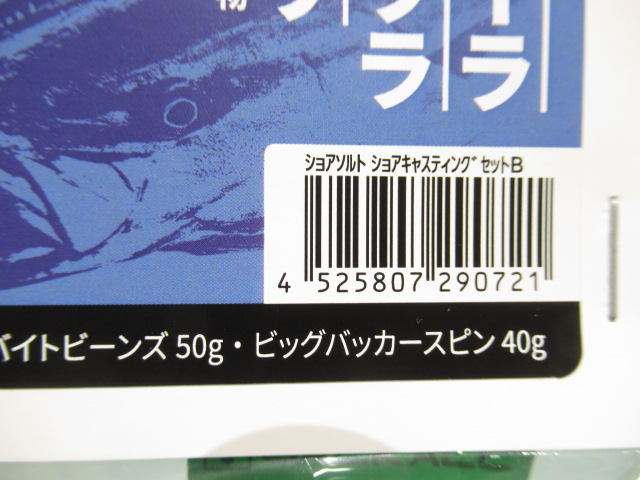 物
ショアソルト ショアキャスティングセットB
4 525807 290721
バイトビーンズ 50g・ビッグバッカースピン 40g